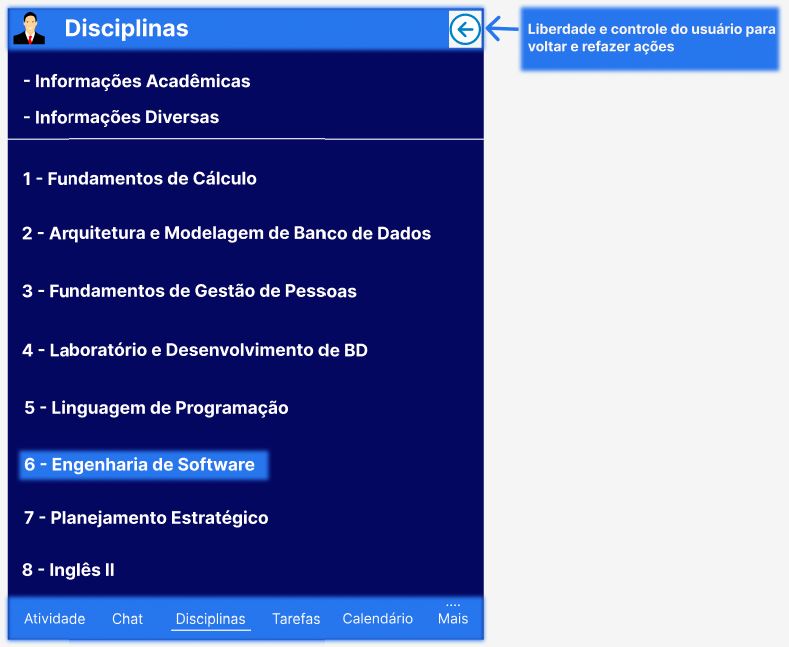 Disciplinas
Liberdade e controle do usuário para
voltar e refazer ações
- Informações Acadêmicas
- Informações Diversas
1 - Fundamentos de Cálculo
2 - Arquitetura e Modelagem de Banco de Dados
3 - Fundamentos de Gestão de Pessoas
4 - Laboratório e Desenvolvimento de BD
5 - Linguagem de Programação
6 - Engenharia de Software
7 - Planejamento Estratégico
8 - Inglês II
....
Atividade Chat Disciplinas Tarefas Calendário Mais